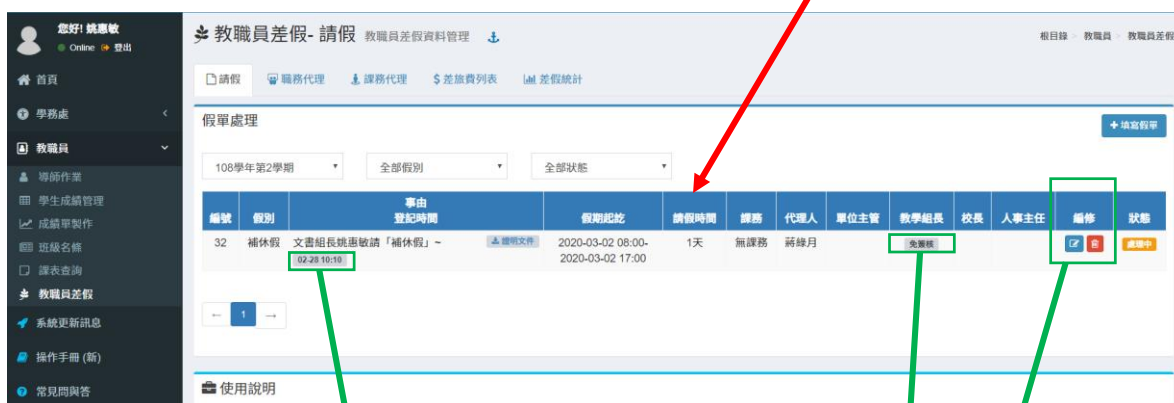 您好! 姚惠敏
Online 登出
教職員差假- 請假 教職員差假資料管理
根目錄 > 教職員 > 教職員差假
首頁
學務處
教職員
導師作業
學生成績管理
成績單製作
班級名條
課表查詢
教職員差假
系統更新訊息
操作手冊 (新)
常見問與答
請假 職務代理 課務代理 $ 差旅費列表 差假統計
假單處理
+ 填寫假單
108學年第2學期 全部假別 全部狀態
編號 假別 事由 登記時間 假期起訖 請假時間 課務 代理人 單位主管 教學組長 校長 人事主任 編修 狀態
32 補休假 文書組長姚惠敏請「補休假」~ 證明文件 2020-03-02 08:00- 1天 無課務 蔣絳月 免簽核 處理中
02-28 10:10 2020-03-02 17:00
← 1 →
使用說明